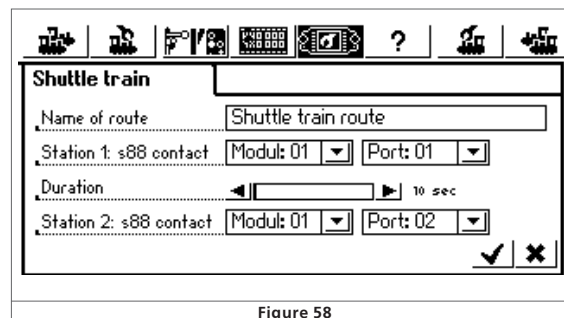 ?
Shuttle train
Name of route Shuttle train route
Station 1: s88 contact Modul: 01 Port: 01
Duration 10 sec
Station 2: s88 contact Modul: 01 Port: 02
Figure 58